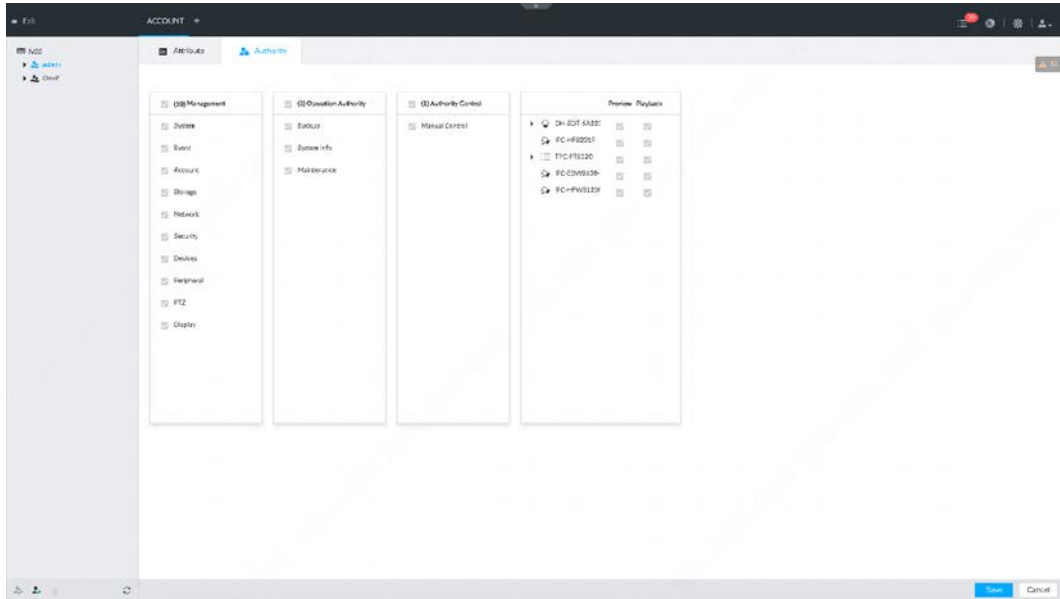 Exit
ACCOUNT +
admin
Attribute
Authority
(10) Management
System
Event
Account
Storage
Network
Security
Devices
Peripheral
PTZ
Display
(3) Operation Authority
Backup
System Info
Maintenance
(1) Authority Control
Manual Control
Preview Playback
Save
Cancel